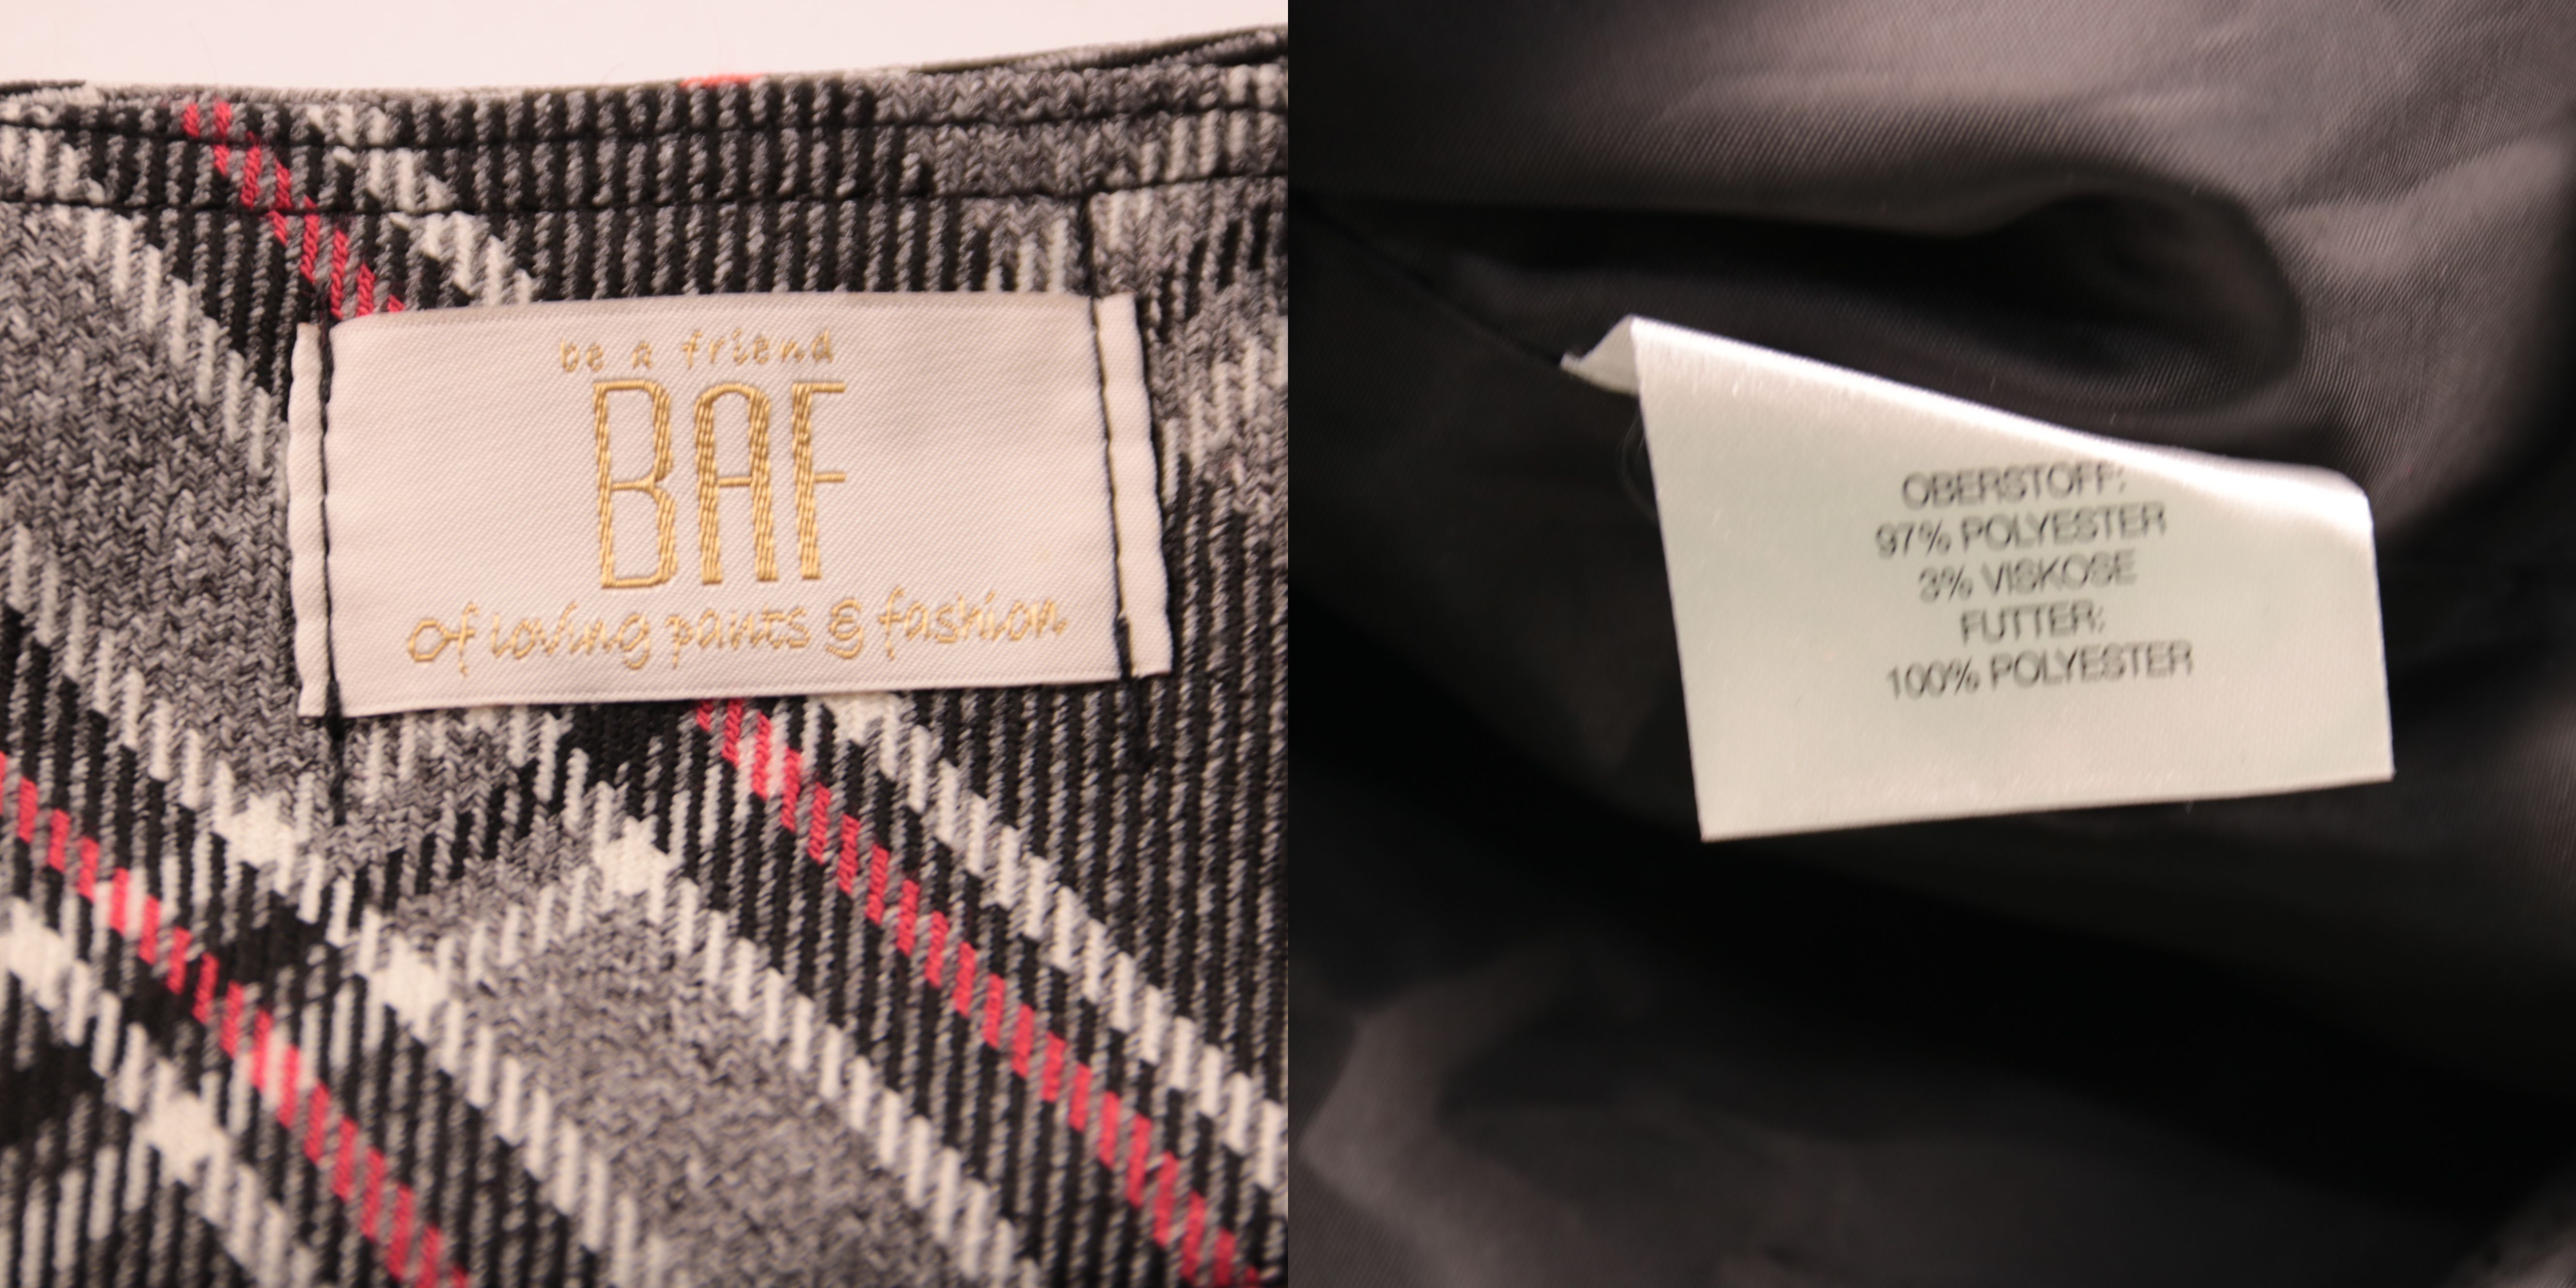 be a friend
BAF
of loving pants & fashion
OBERSTOFF:
97% POLYESTER
3% VISKOSE
FUTTER:
100% POLYESTER